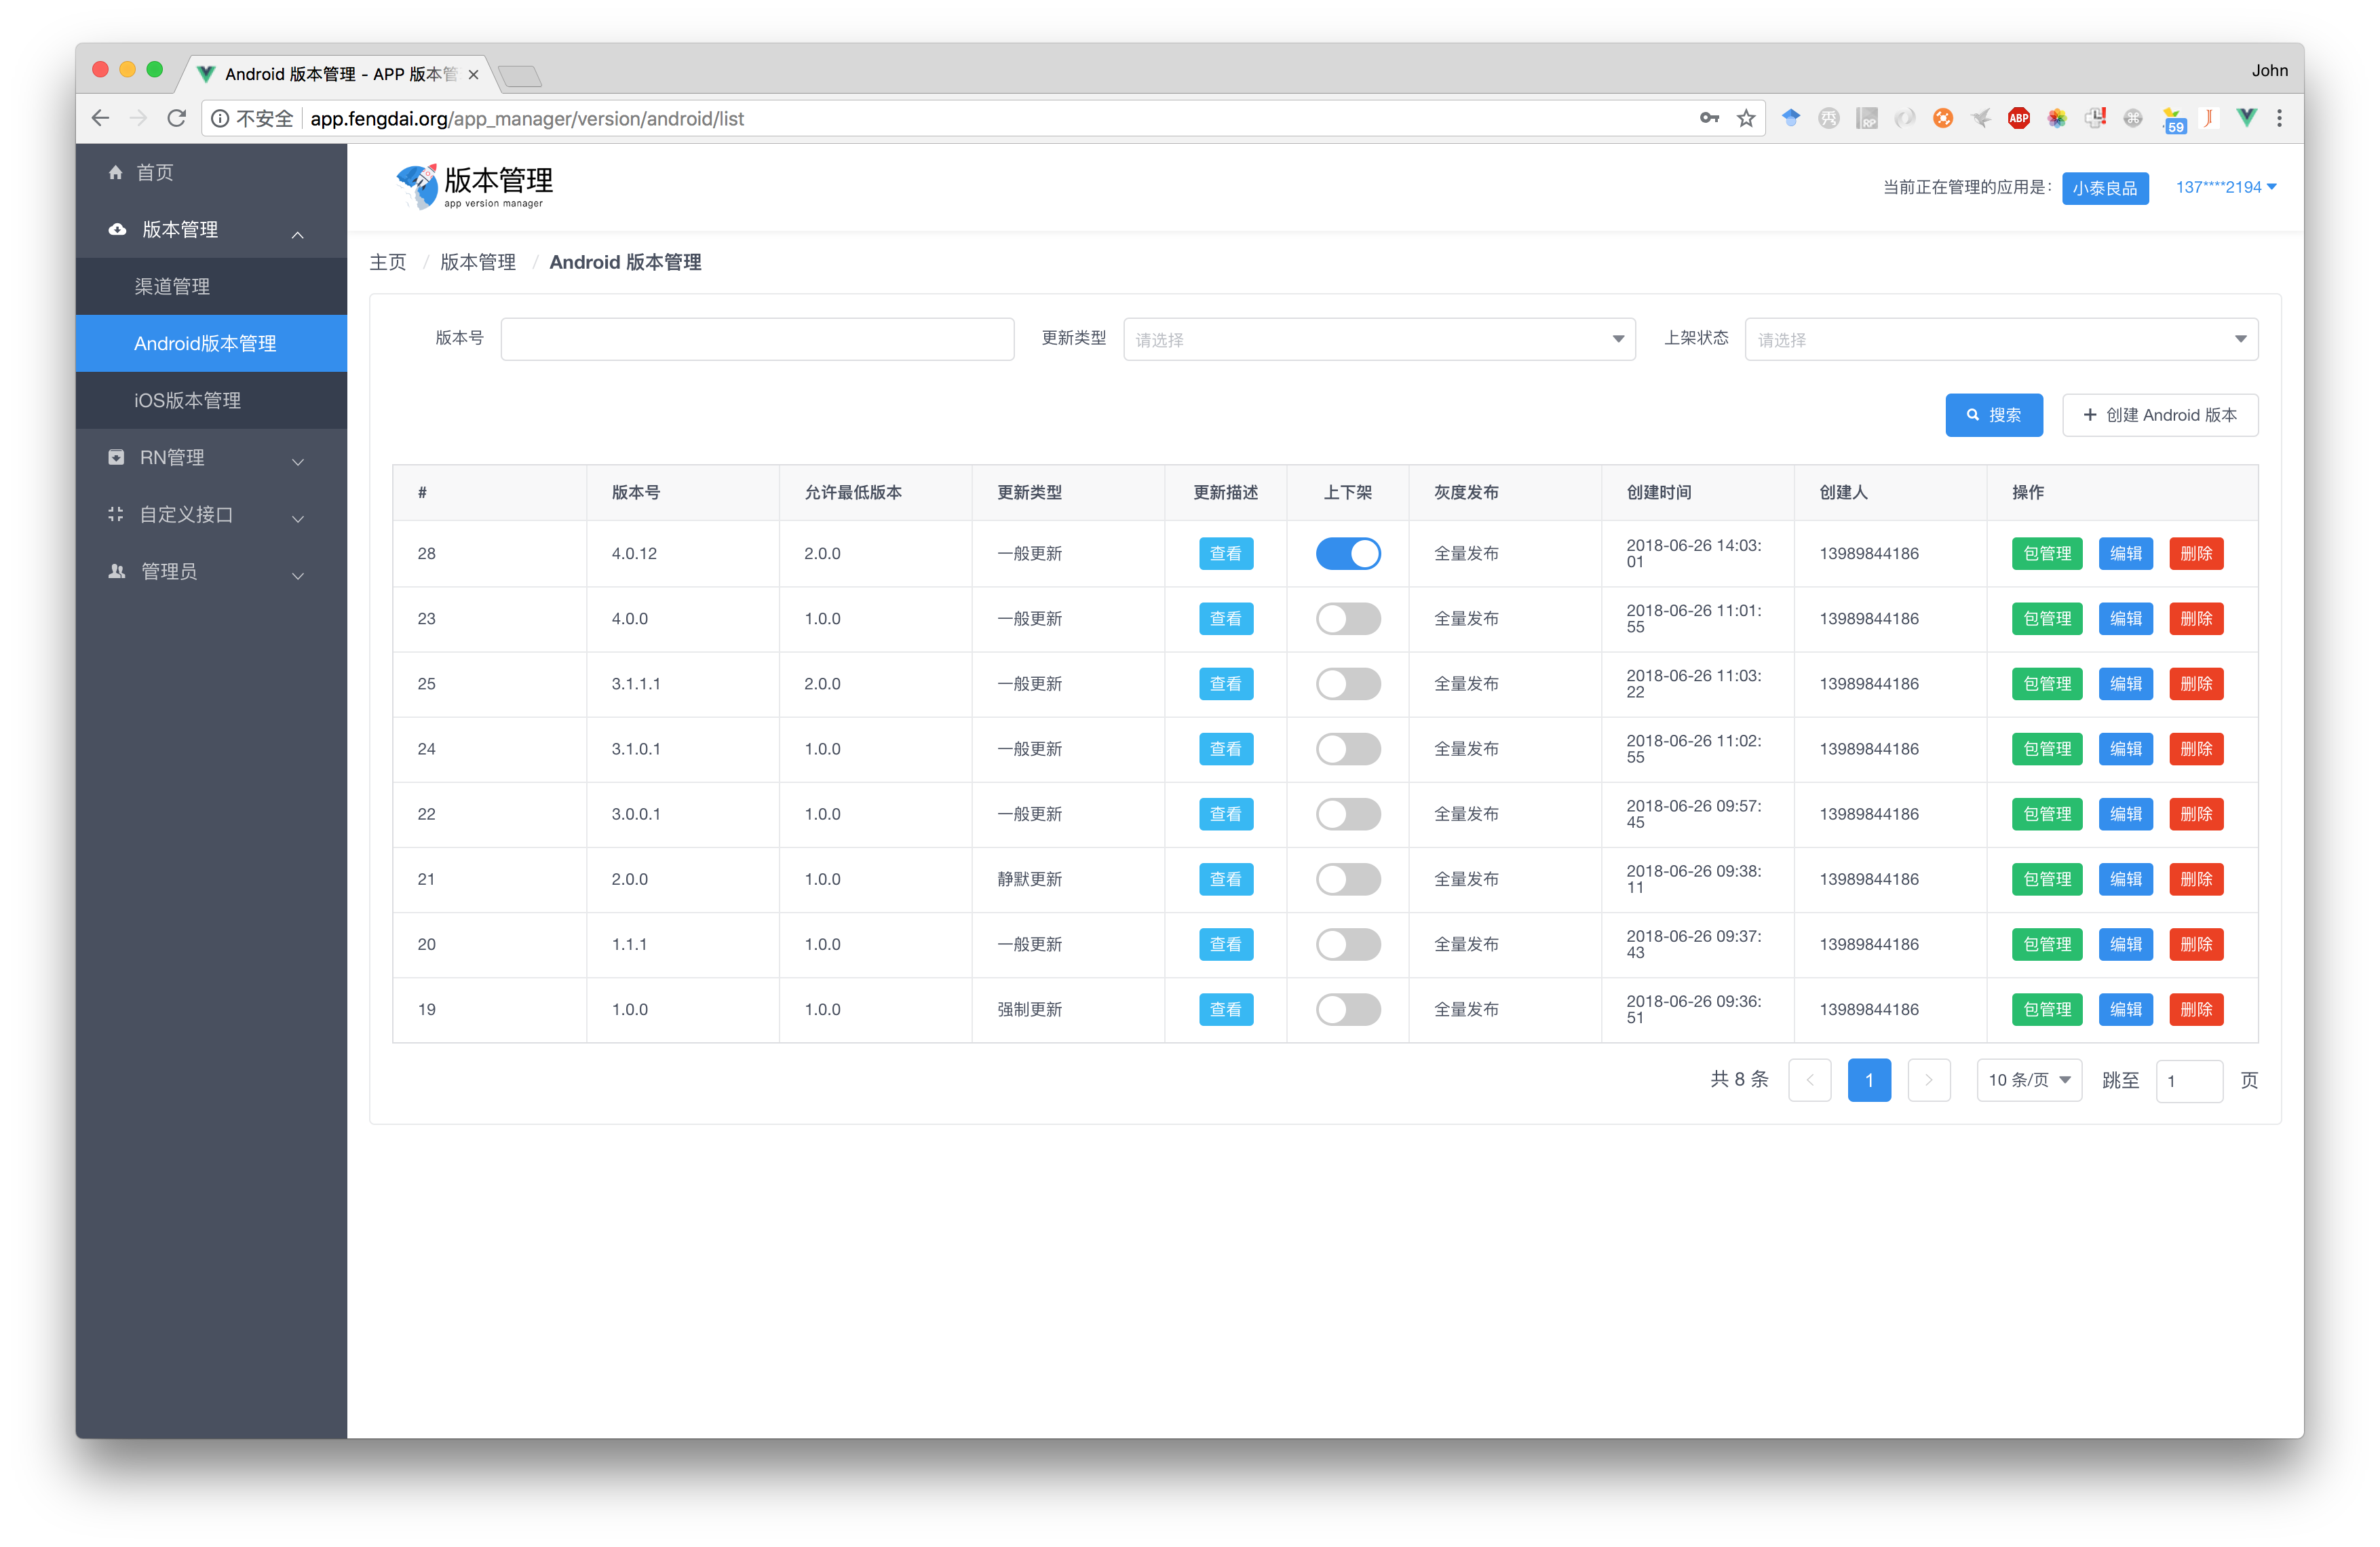 Android 版本管理 - APP 版本管
John
不安全 app.fengdai.org/app_manager/version/android/list
秀 RP ABP 59
首页
版本管理
渠道管理
Android版本管理
iOS版本管理
RN管理
自定义接口
管理员
版本管理
app version manager
当前正在管理的应用是: 小泰良品 137****2194
主页 / 版本管理 / Android 版本管理
版本号 更新类型 请选择 上架状态 请选择
搜索 + 创建 Android 版本
# 版本号 允许最低版本 更新类型 更新描述 上下架 灰度发布 创建时间 创建人 操作
28 4.0.12 2.0.0 一般更新 查看 全量发布 2018-06-26 14:03:01 13989844186 包管理 编辑 删除
23 4.0.0 1.0.0 一般更新 查看 全量发布 2018-06-26 11:01:55 13989844186 包管理 编辑 删除
25 3.1.1.1 2.0.0 一般更新 查看 全量发布 2018-06-26 11:03:22 13989844186 包管理 编辑 删除
24 3.1.0.1 1.0.0 一般更新 查看 全量发布 2018-06-26 11:02:55 13989844186 包管理 编辑 删除
22 3.0.0.1 1.0.0 一般更新 查看 全量发布 2018-06-26 09:57:45 13989844186 包管理 编辑 删除
21 2.0.0 1.0.0 静默更新 查看 全量发布 2018-06-26 09:38:11 13989844186 包管理 编辑 删除
20 1.1.1 1.0.0 一般更新 查看 全量发布 2018-06-26 09:37:43 13989844186 包管理 编辑 删除
19 1.0.0 1.0.0 强制更新 查看 全量发布 2018-06-26 09:36:51 13989844186 包管理 编辑 删除
共 8 条 1 10 条/页 跳至 1 页